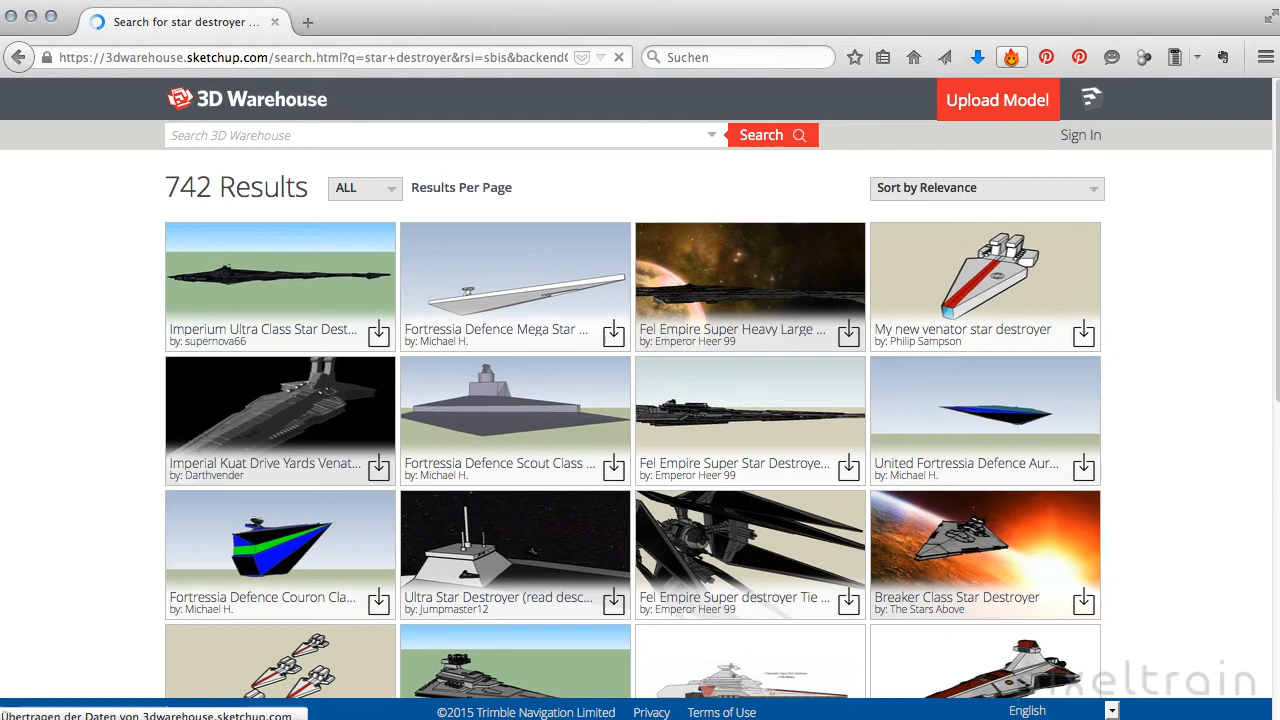 Search for star destroyer ...
https://3dwarehouse.sketchup.com/search.html?q=star+destroyer&rsi=sbis&backend
Suchen
3D Warehouse
Upload Model
Search 3D Warehouse
Search
Sign In
742 Results
ALL
Results Per Page
Sort by Relevance
Imperium Ultra Class Star Dest...
by: supernova66
Fortressia Defence Mega Star ...
by: Michael H.
Fel Empire Super Heavy Large ...
by: Emperor Heer 99
My new venator star destroyer
by: Philip Sampson
Imperial Kuat Drive Yards Venat...
by: Darthvender
Fortressia Defence Scout Class ...
by: Michael H.
Fel Empire Super Star Destroye...
by: Emperor Heer 99
United Fortressia Defence Aur...
by: Michael H.
Fortressia Defence Couron Cla...
by: Michael H.
Ultra Star Destroyer (read desc...
by: Jumpmaster12
Fel Empire Super destroyer Tie ...
by: Emperor Heer 99
Breaker Class Star Destroyer
by: The Stars Above
Übertragen der Daten von 3dwarehouse.sketchup.com...
©2015 Trimble Navigation Limited
Privacy
Terms of Use
English